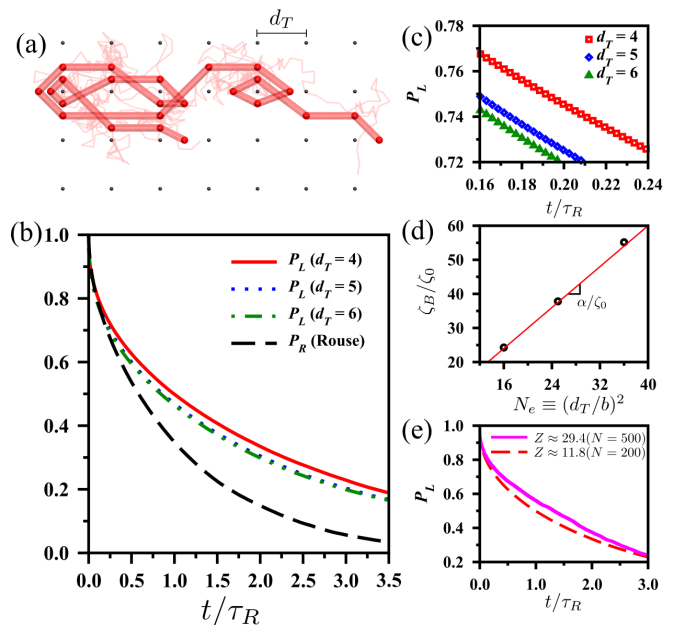 (a)
d_T
(b)
1.0
0.8
0.6
0.4
0.2
0.0
0.0 0.5 1.0 1.5 2.0 2.5 3.0 3.5
t/τ_R
P_L (d_T = 4)
P_L (d_T = 5)
P_L (d_T = 6)
P_R (Rouse)
(c)
P_L
0.78
0.76
0.74
0.72
0.16 0.18 0.20 0.22 0.24
t/τ_R
d_T = 4
d_T = 5
d_T = 6
(d)
ζ_B/ζ_0
60
50
40
30
20
α/ζ_0
16 24 32 40
N_e ≡ (d_T/b)^2
(e)
P_L
1.0
0.8
0.6
0.4
0.2
Z ≈ 29.4(N = 500)
Z ≈ 11.8(N = 200)
0.0 1.0 2.0 3.0
t/τ_R